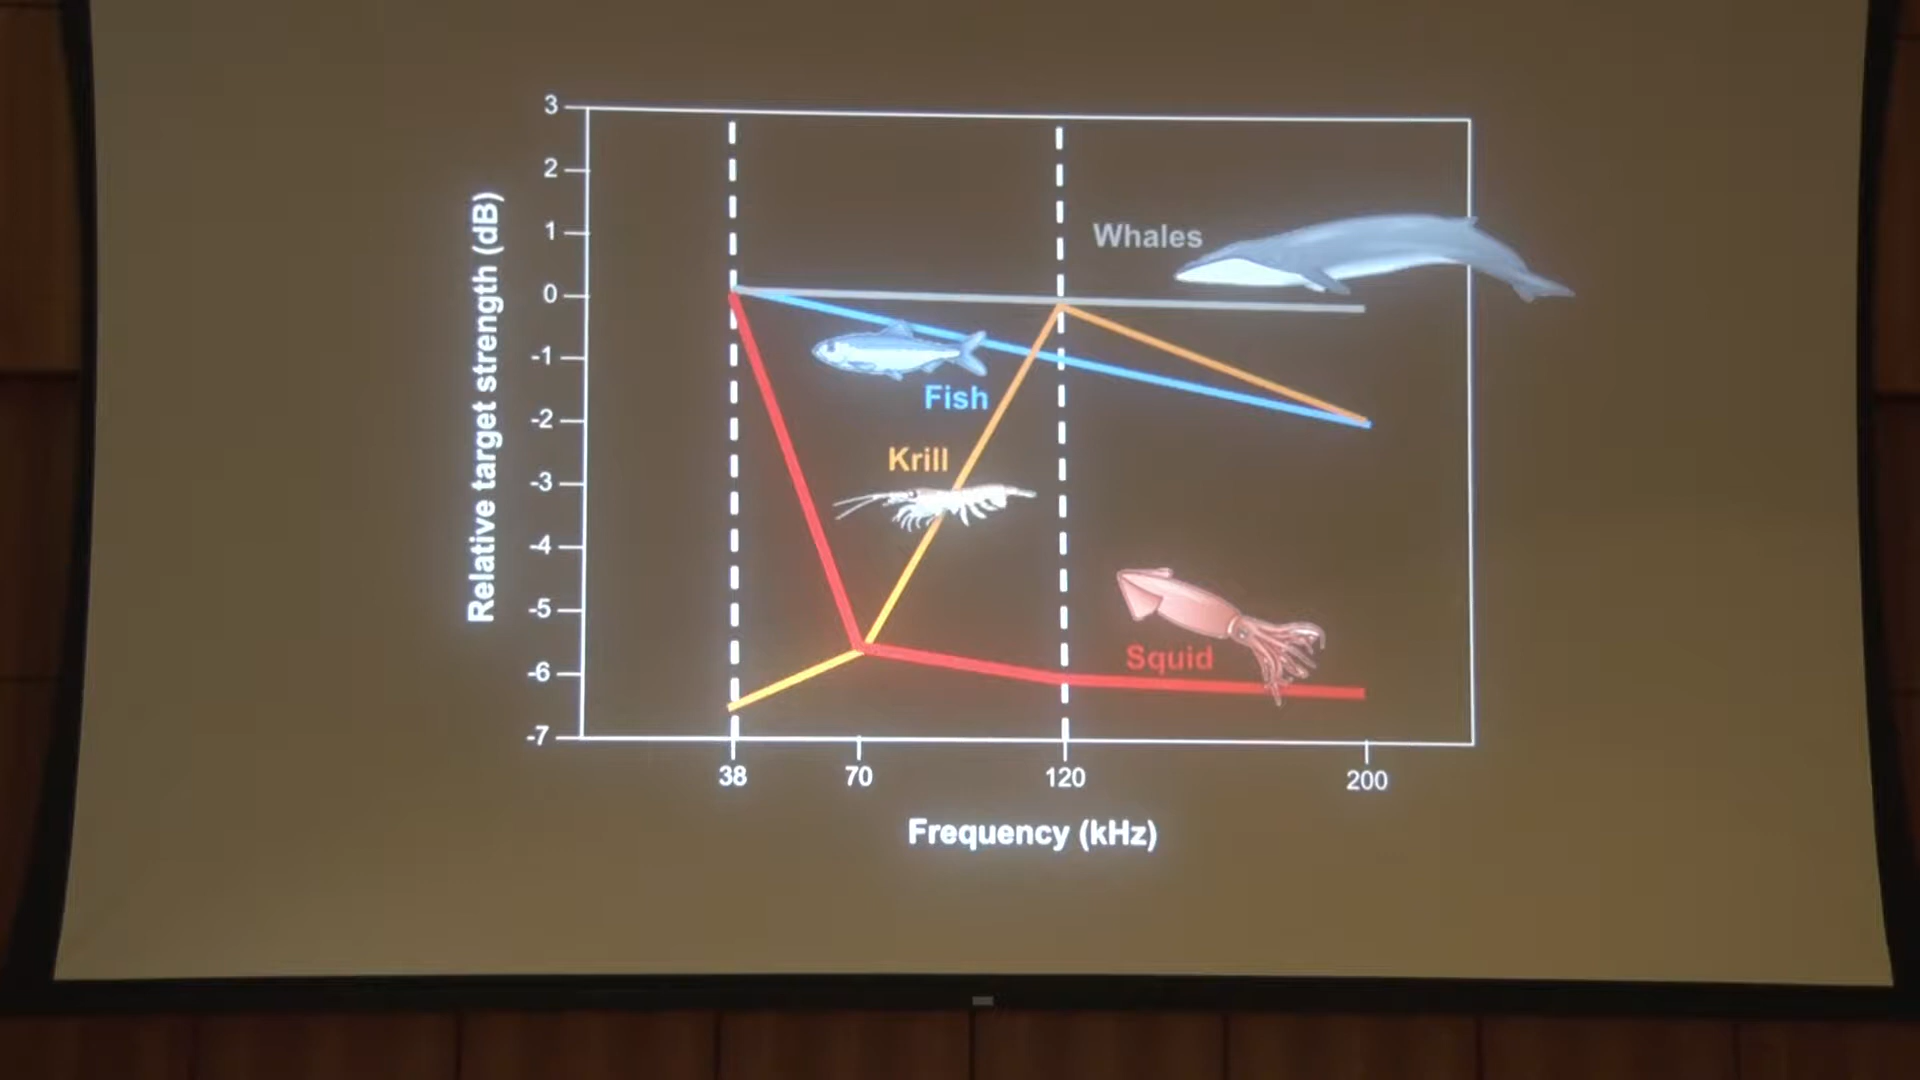 3
2
1
0
-1
-2
-3
-4
-5
-6
-7
Relative target strength (dB)
Whales
Fish
Krill
Squid
38 70 120 200
Frequency (kHz)